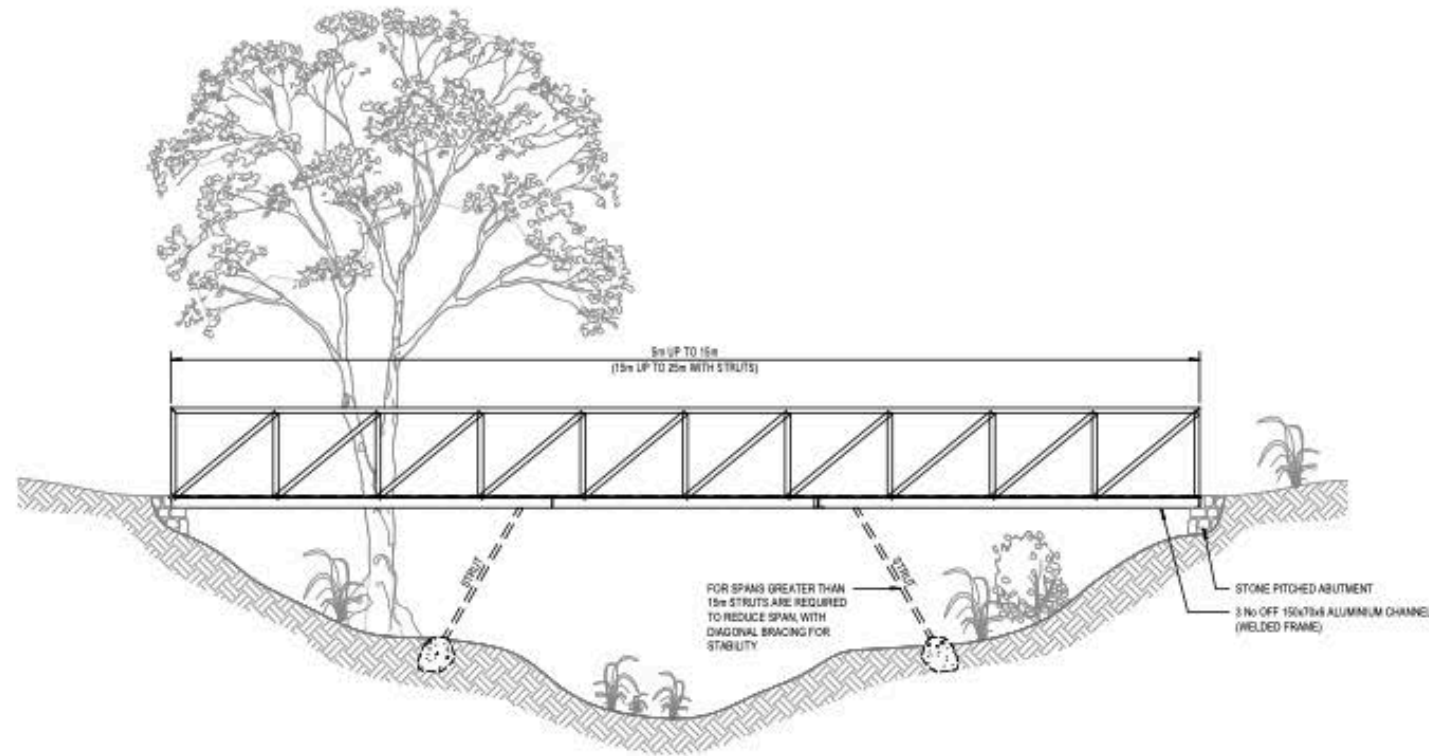 5m UP TO 15m
(15m UP TO 25m WITH STRUTS)
STRUT
STRUT
FOR SPANS GREATER THAN
15m STRUTS ARE REQUIRED
TO REDUCE SPAN, WITH
DIAGONAL BRACING FOR
STABILITY
STONE PITCHED ABUTMENT
3 No OFF 150x70x6 ALUMINIUM CHANNEL
(WELDED FRAME)